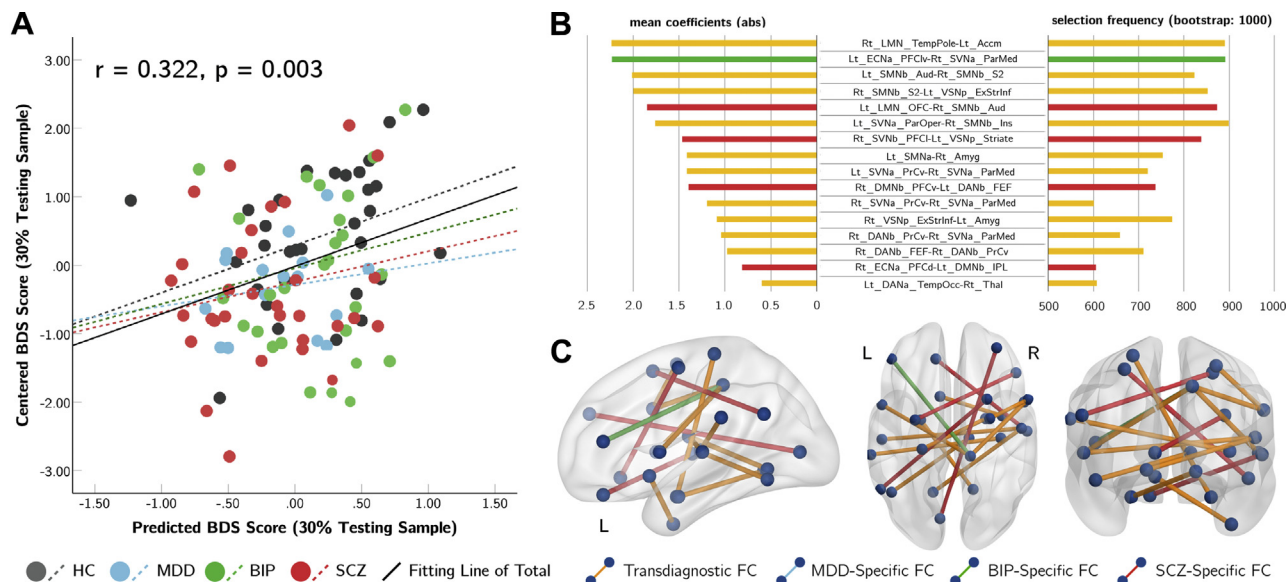 A
r = 0.322, p = 0.003
Centered BDS Score (30% Testing Sample)
3.00
2.00
1.00
.00
-1.00
-2.00
-3.00
-1.50
-1.00
-.50
.00
.50
1.00
1.50
Predicted BDS Score (30% Testing Sample)
HC
MDD
BIP
SCZ
Fitting Line of Total
B
mean coefficients (abs)
selection frequency (bootstrap: 1000)
Rt_LMN_TempPole-Lt_Accm
Lt_ECNa_PFClv-Rt_SVNa_ParMed
Lt_SMNb_Aud-Rt_SMNb_S2
Rt_SMNb_S2-Lt_VSNp_ExStrInf
Lt_LMN_OFC-Rt_SMNb_Aud
Lt_SVNa_ParOper-Rt_SMNb_Ins
Rt_SVNb_PFCl-Lt_VSNp_Striate
Lt_SMNa-Rt_Amyg
Lt_SVNa_PrCv-Rt_SVNa_ParMed
Rt_DMNb_PFCv-Lt_DANb_FEF
Rt_SVNa_PrCv-Rt_SVNa_ParMed
Rt_VSNp_ExStrInf-Lt_Amyg
Rt_DANb_PrCv-Rt_SVNa_ParMed
Rt_DANb_FEF-Rt_DANb_PrCv
Rt_ECNa_PFCd-Lt_DMNb_IPL
Lt_DANa_TempOcc-Rt_Thal
2.5 2.0 1.5 1.0 0.5 0
500 600 700 800 900 1000
C
L
L
R
Transdiagnostic FC
MDD-Specific FC
BIP-Specific FC
SCZ-Specific FC